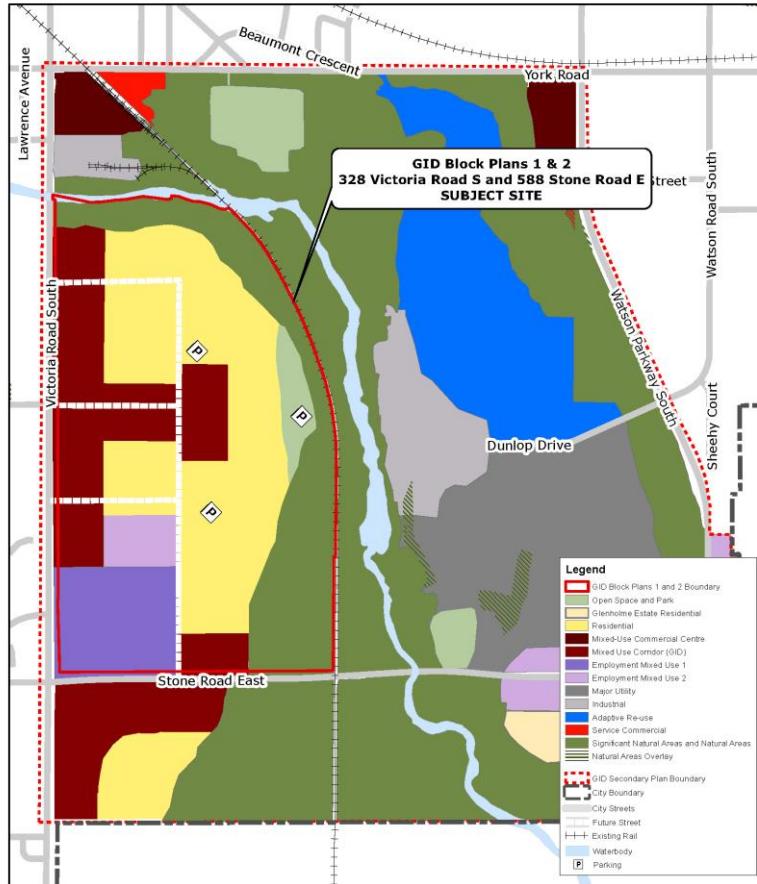 Beaumont Crescent
York Road
Lawrence Avenue
GID Block Plans 1 & 2
328 Victoria Road S and 588 Stone Road E
SUBJECT SITE
Street
Watson Road South
Victoria Road South
P
Watson Parkway South
P
Dunlop Drive
Sheehy Court
P
Stone Road East
Legend
GID Block Plans 1 and 2 Boundary
Open Space and Park
Glenholme Estate Residential
Residential
Mixed-Use Commercial Centre
Mixed Use Corridor (GID)
Employment Mixed Use 1
Employment Mixed Use 2
Major Utility
Industrial
Adaptive Re-use
Service Commercial
Significant Natural Areas and Natural Areas
Natural Areas Overlay
GID Secondary Plan Boundary
City Boundary
City Streets
Future Street
Existing Rail
Waterbody
P Parking